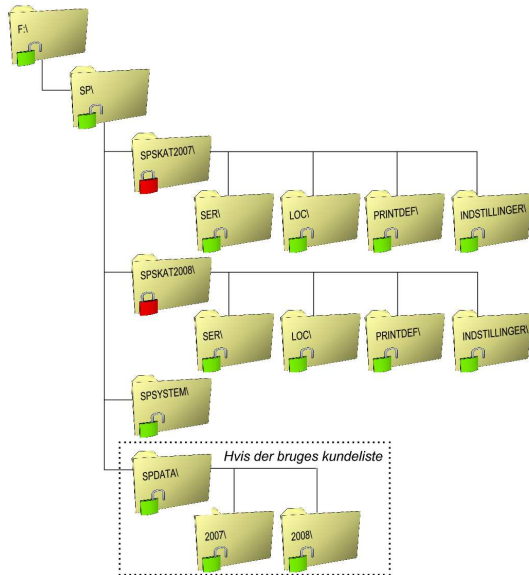 F:\
SP\
SPSKAT2007\
SER\
LOC\
PRINTDEF\
INDSTILLINGER\
SPSKAT2008\
SER\
LOC\
PRINTDEF\
INDSTILLINGER\
SPSYSTEM\
Hvis der bruges kundeliste
SPDATA\
2007\
2008\